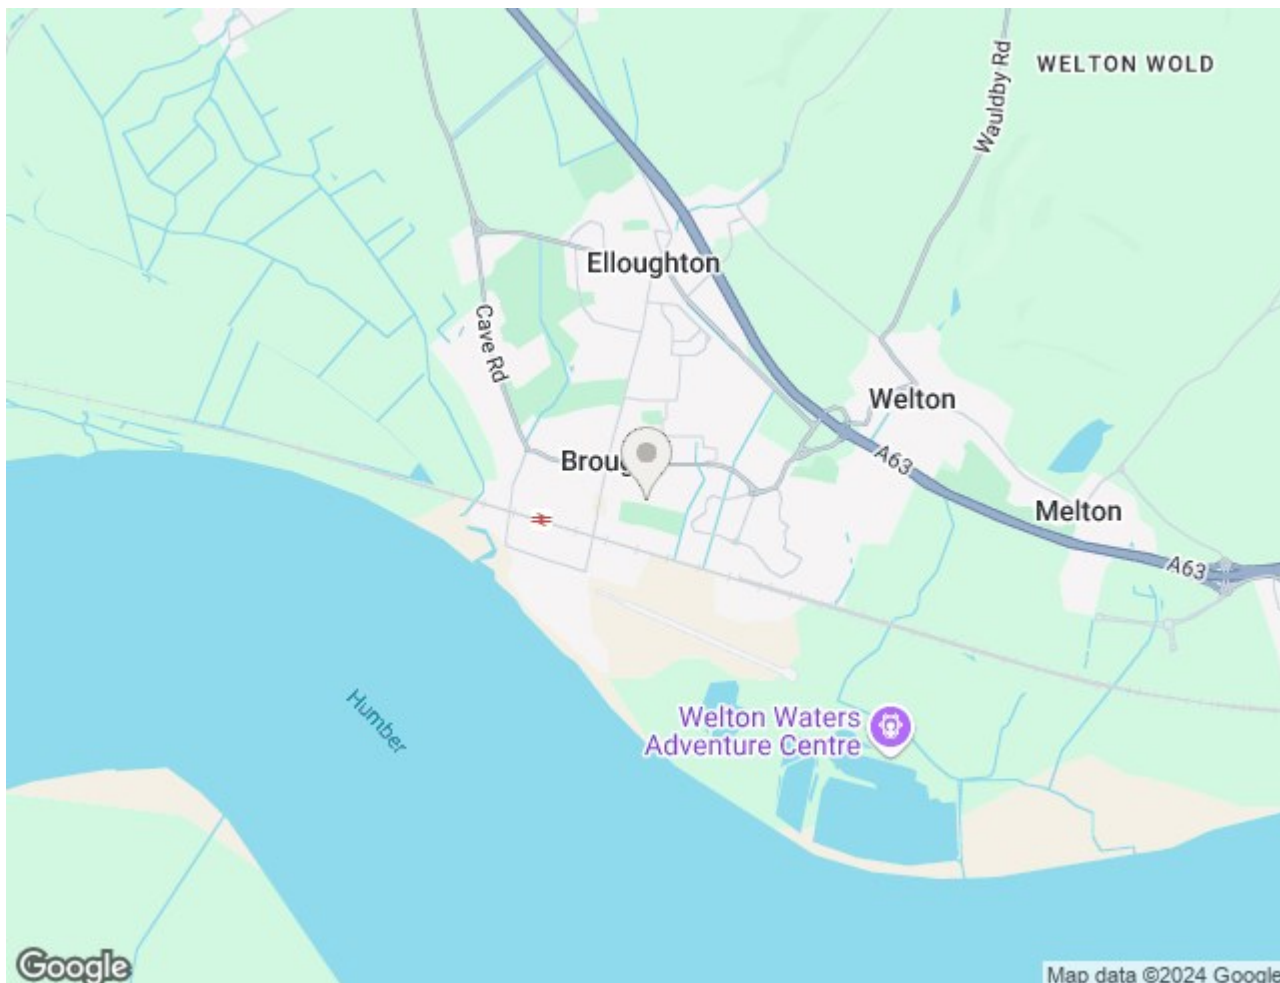 WELTON WOLD
Wauldby Rd
Elloughton
Cave Rd
Welton
Broug
A63
Melton
A63
Humber
Welton Waters
Adventure Centre
Google
Map data ©2024 Google